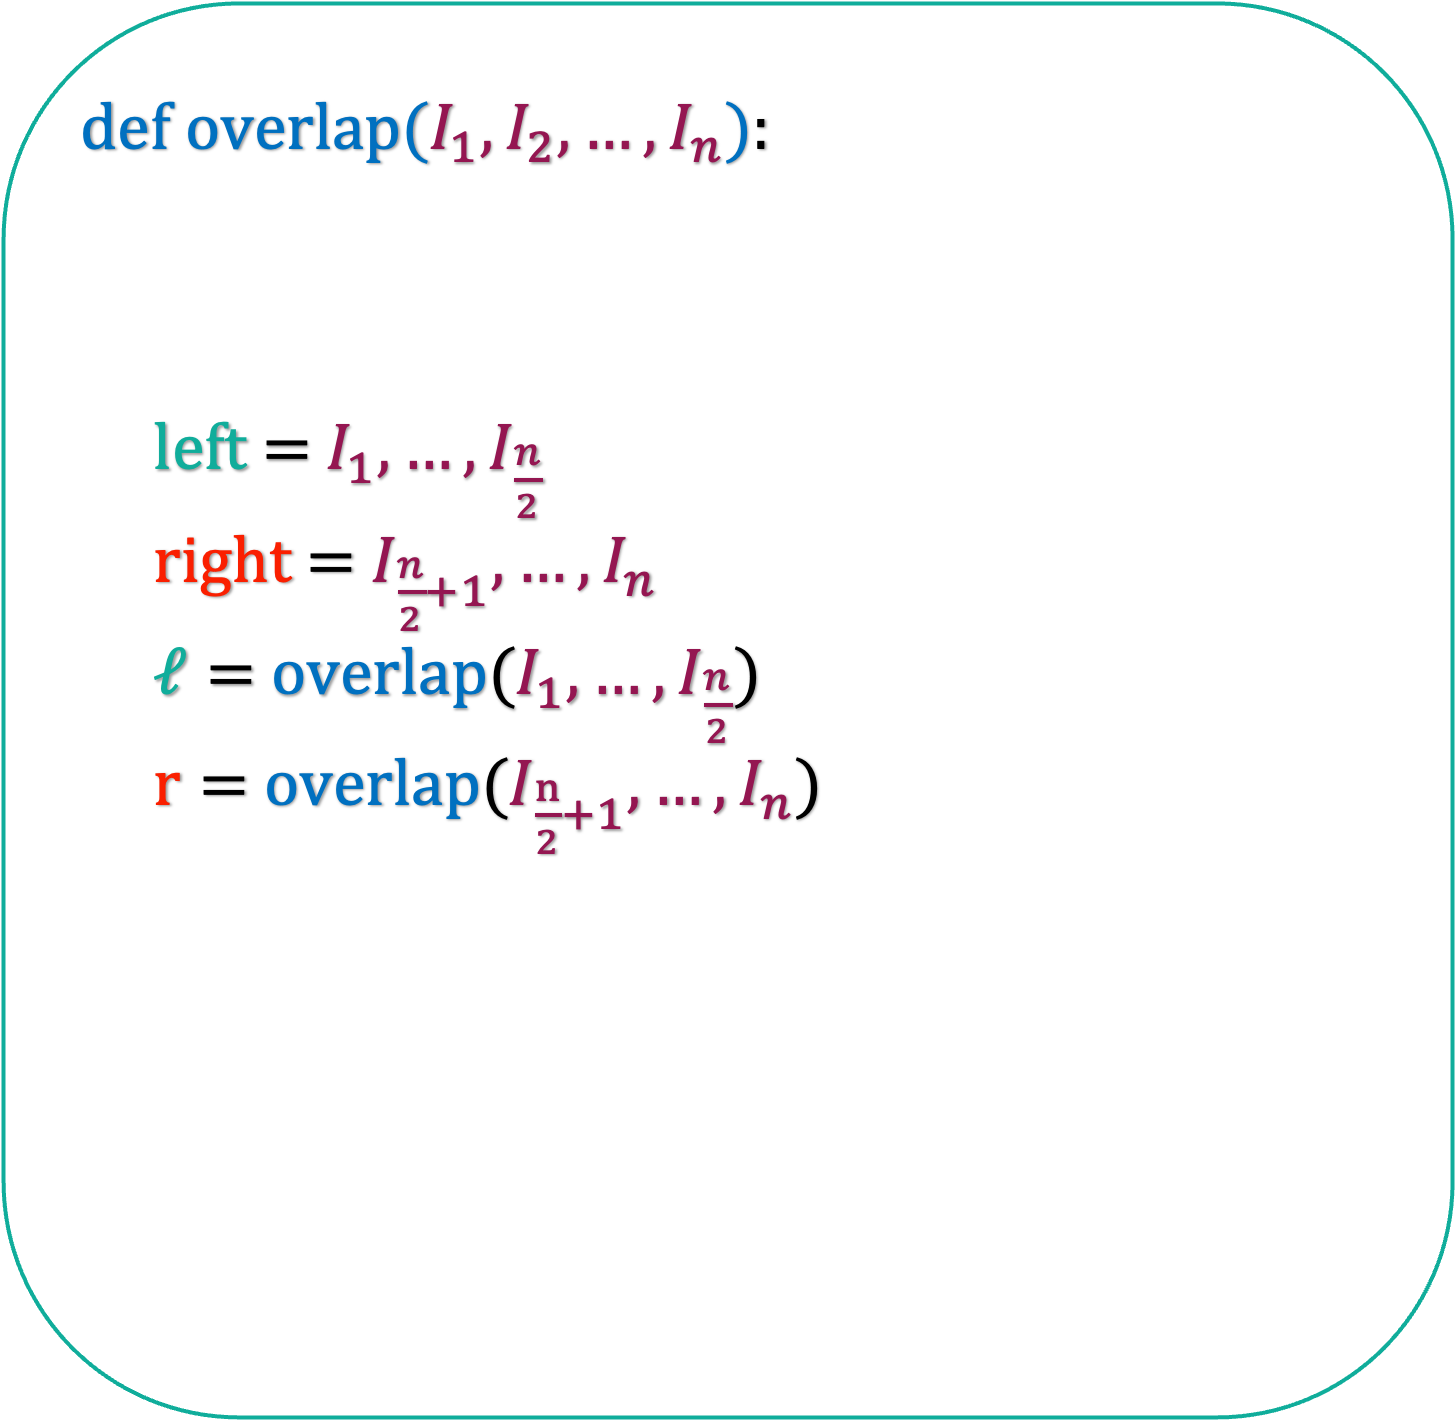 def overlap(I₁, I₂, … , Iₙ):
left = I₁, … , I_{n/2}
right = I_{n/2+1}, … , Iₙ
ℓ = overlap(I₁, … , I_{n/2})
r = overlap(I_{n/2+1}, … , Iₙ)